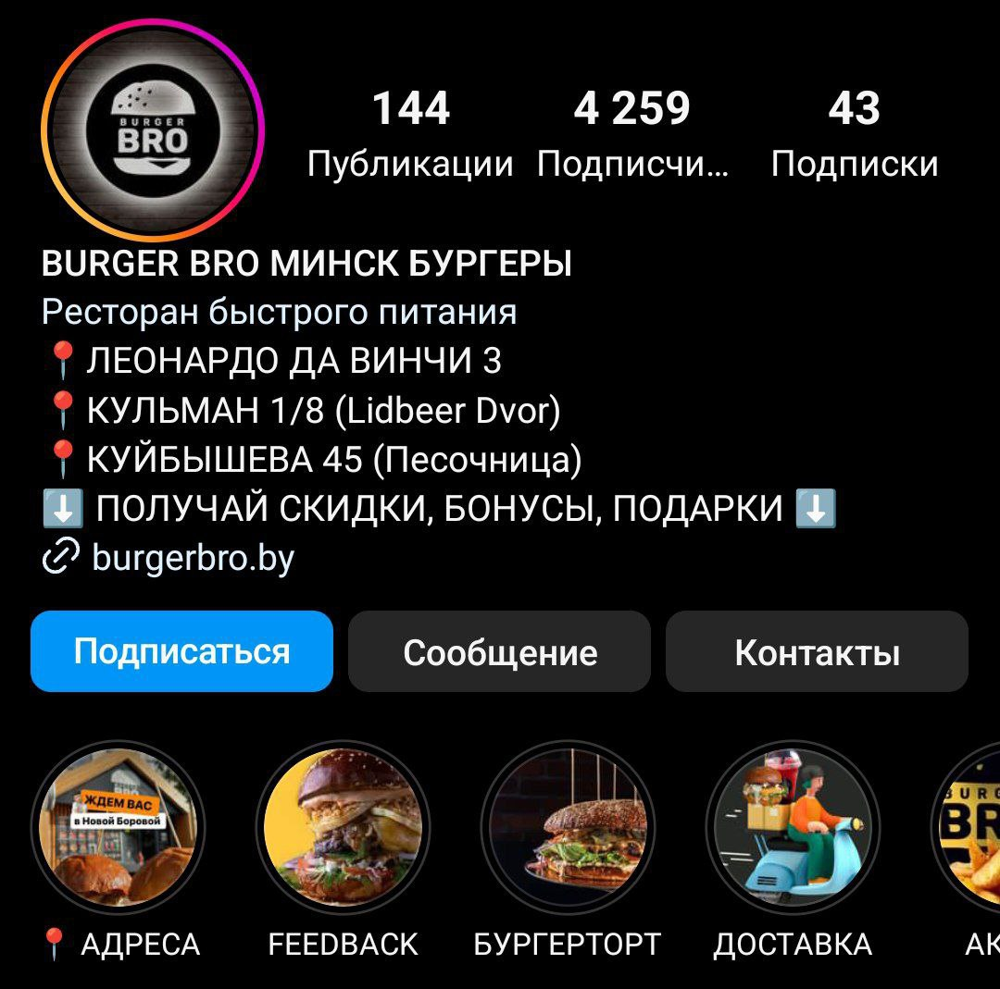 BURGER
BRO
144
4 259
43
Публикации
Подписчи...
Подписки
BURGER BRO МИНСК БУРГЕРЫ
Ресторан быстрого питания
📍ЛЕОНАРДО ДА ВИНЧИ 3
📍КУЛЬМАН 1/8 (Lidbeer Dvor)
📍КУЙБЫШЕВА 45 (Песочница)
⬇️ ПОЛУЧАЙ СКИДКИ, БОНУСЫ, ПОДАРКИ ⬇️
burgerbro.by
Подписаться
Сообщение
Контакты
ЖДЕМ ВАС
в Новой Боровой
BURG
BR
📍 АДРЕСА
FEEDBACK
БУРГЕРТОРТ
ДОСТАВКА
АК